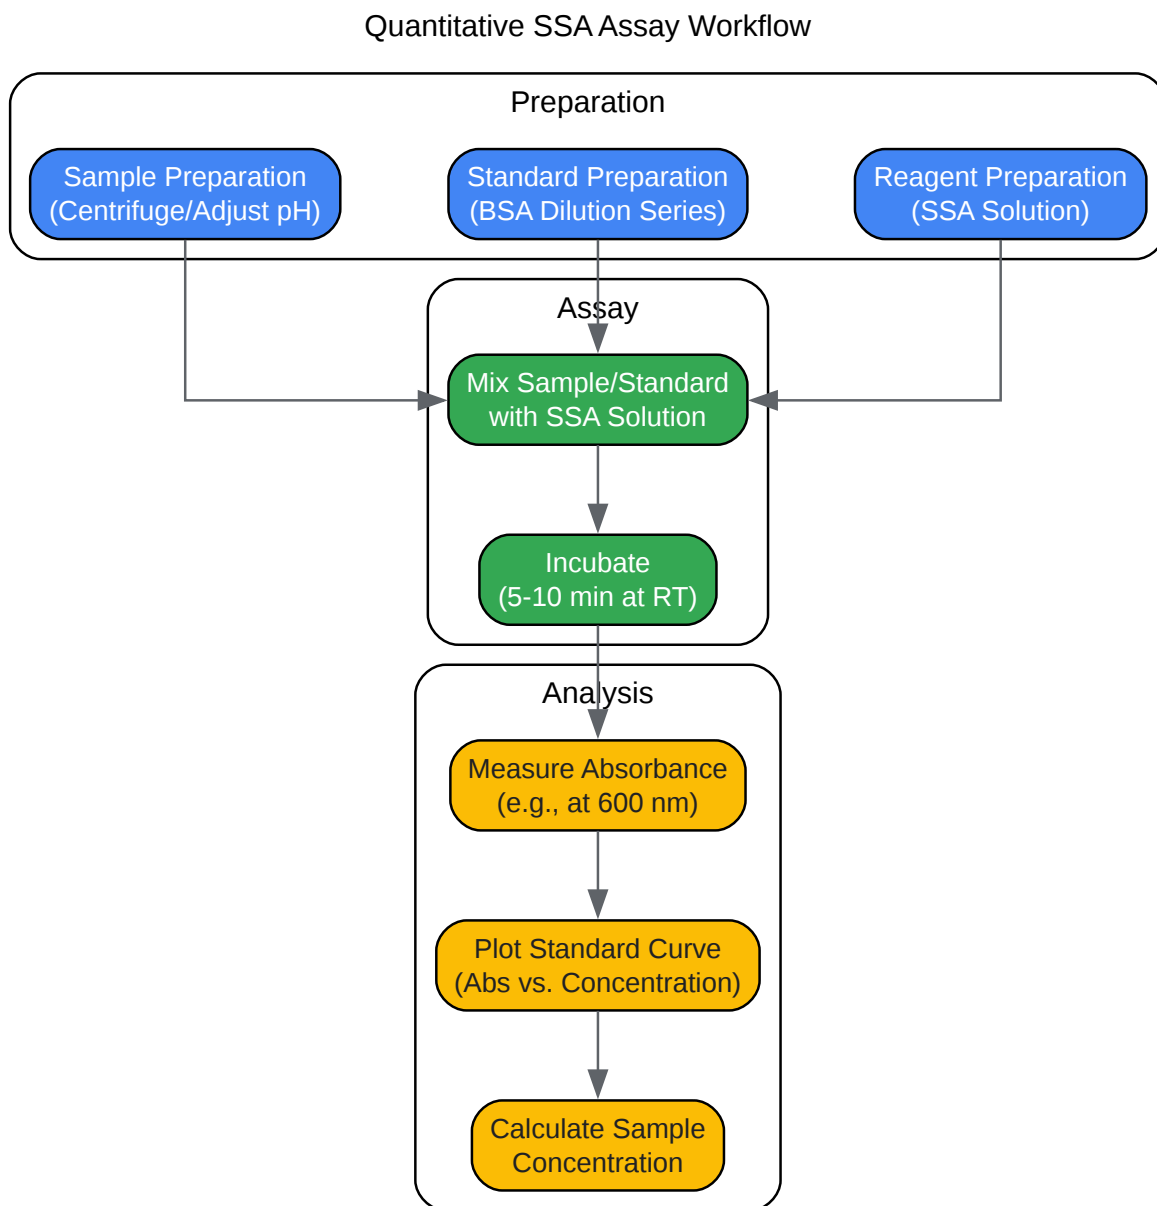 Quantitative SSA Assay Workflow
Preparation
Sample Preparation
(Centrifuge/Adjust pH)
Standard Preparation
(BSA Dilution Series)
Reagent Preparation
(SSA Solution)
Assay
Mix Sample/Standard
with SSA Solution
Incubate
(5-10 min at RT)
Analysis
Measure Absorbance
(e.g., at 600 nm)
Plot Standard Curve
(Abs vs. Concentration)
Calculate Sample
Concentration